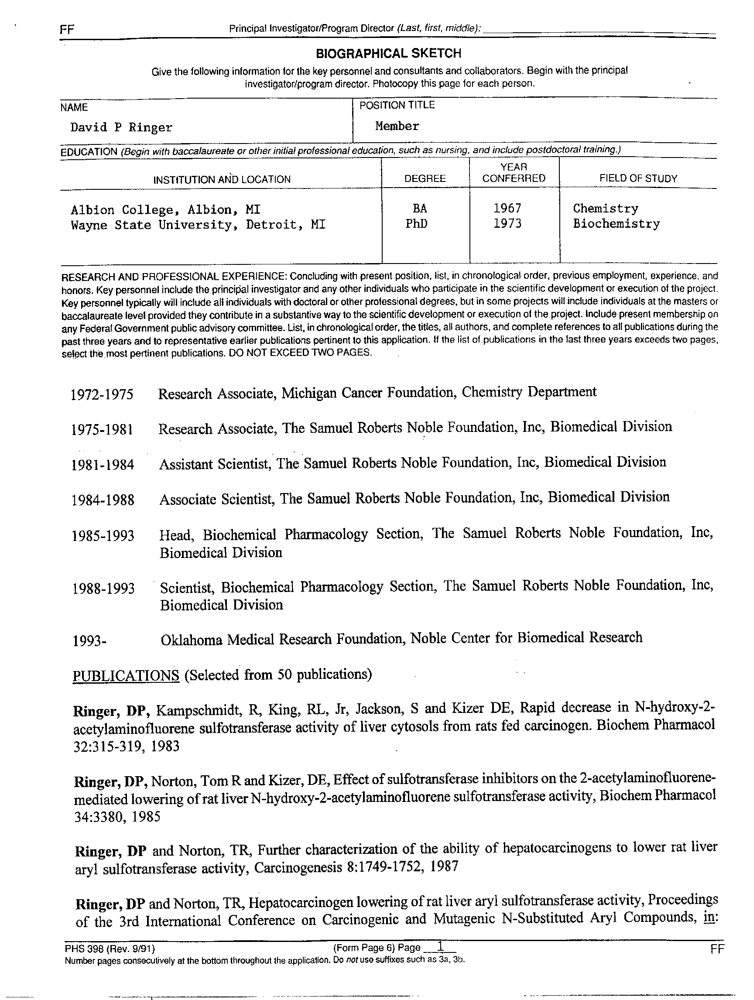 FF
Principal Investigator/Program Director (Last, first, middle):
BIOGRAPHICAL SKETCH
Give the following information for the key personnel and consultants and collaborators. Begin with the principal
investigator/program director. Photocopy this page for each person.
NAME
POSITION TITLE
David P Ringer
Member
EDUCATION (Begin with baccalaureate or other initial professional education, such as nursing, and include postdoctoral training.)
INSTITUTION AND LOCATION
DEGREE
YEAR
CONFERRED
FIELD OF STUDY
Albion College, Albion, MI BA 1967 Chemistry
Wayne State University, Detroit, MI PhD 1973 Biochemistry
RESEARCH AND PROFESSIONAL EXPERIENCE: Concluding with present position, list, in chronological order, previous employment, experience, and
honors. Key personnel include the principal investigator and any other individuals who participate in the scientific development or execution of the project.
Key personnel typically will include all individuals with doctoral or other professional degrees, but in some projects will include individuals at the masters or
baccalaureate level provided they contribute in a substantive way to the scientific development or execution of the project. Include present membership on
any Federal Government public advisory committee. List, in chronological order, the titles, all authors, and complete references to all publications during the
past three years and to representative earlier publications pertinent to this application. If the list of publications in the last three years exceeds two pages,
select the most pertinent publications. DO NOT EXCEED TWO PAGES.
1972-1975 Research Associate, Michigan Cancer Foundation, Chemistry Department
1975-1981 Research Associate, The Samuel Roberts Noble Foundation, Inc, Biomedical Division
1981-1984 Assistant Scientist, The Samuel Roberts Noble Foundation, Inc, Biomedical Division
1984-1988 Associate Scientist, The Samuel Roberts Noble Foundation, Inc, Biomedical Division
1985-1993 Head, Biochemical Pharmacology Section, The Samuel Roberts Noble Foundation, Inc,
Biomedical Division
1988-1993 Scientist, Biochemical Pharmacology Section, The Samuel Roberts Noble Foundation, Inc,
Biomedical Division
1993- Oklahoma Medical Research Foundation, Noble Center for Biomedical Research
PUBLICATIONS (Selected from 50 publications)
Ringer, DP, Kampschmidt, R, King, RL, Jr, Jackson, S and Kizer DE, Rapid decrease in N-hydroxy-2-
acetylaminofluorene sulfotransferase activity of liver cytosols from rats fed carcinogen. Biochem Pharmacol
32:315-319, 1983
Ringer, DP, Norton, Tom R and Kizer, DE, Effect of sulfotransferase inhibitors on the 2-acetylaminofluorene-
mediated lowering of rat liver N-hydroxy-2-acetylaminofluorene sulfotransferase activity, Biochem Pharmacol
34:3380, 1985
Ringer, DP and Norton, TR, Further characterization of the ability of hepatocarcinogens to lower rat liver
aryl sulfotransferase activity, Carcinogenesis 8:1749-1752, 1987
Ringer, DP and Norton, TR, Hepatocarcinogen lowering of rat liver aryl sulfotransferase activity, Proceedings
of the 3rd International Conference on Carcinogenic and Mutagenic N-Substituted Aryl Compounds, in:
PHS 398 (Rev. 9/91) (Form Page 6) Page 1 FF
Number pages consecutively at the bottom throughout the application. Do not use suffixes such as 3a, 3b.